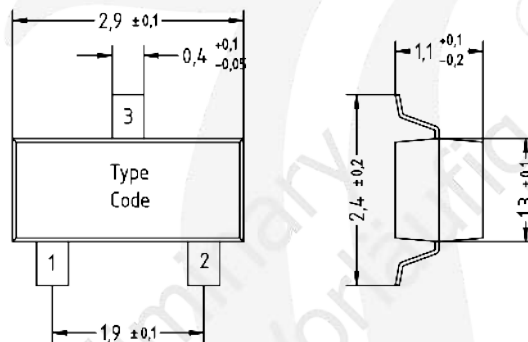 2,9 ±0,1
0,4 +0,1 -0,05
1,1 +0,1 -0,2
3
Type
Code
2,4 ±0,2
1,3 ±0,1
1
2
1,9 ±0,1
Vorläufig